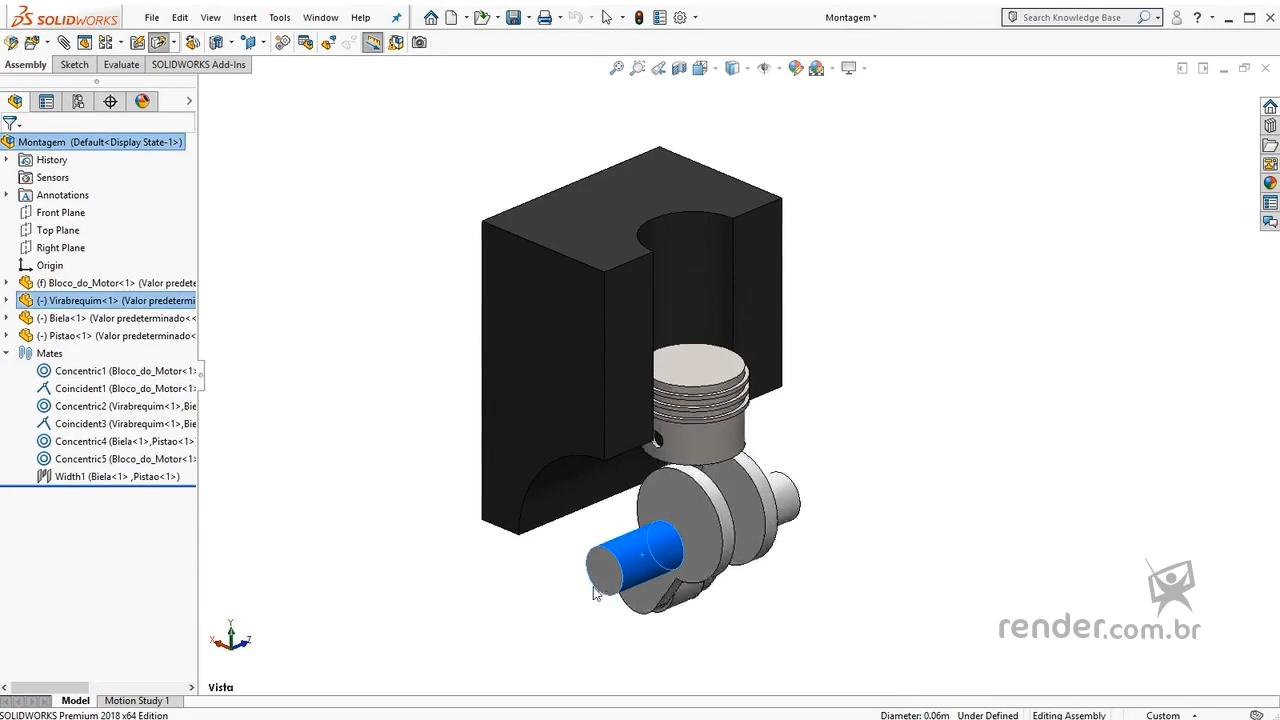 SOLIDWORKS File Edit View Insert Tools Window Help Montagem * Search Knowledge Base
Assembly Sketch Evaluate SOLIDWORKS Add-Ins
Montagem (Default<Display State-1>)
History
Sensors
Annotations
Front Plane
Top Plane
Right Plane
Origin
(f) Bloco_do_Motor<1> (Valor predete
(-) Virabrequim<1> (Valor predetermi
(-) Biela<1> (Valor predeterminado<<
(-) Pistao<1> (Valor predeterminado<
Mates
Concentric1 (Bloco_do_Motor<1>
Coincident1 (Bloco_do_Motor<1>
Concentric2 (Virabrequim<1>,Bie
Coincident3 (Virabrequim<1>,Bie
Concentric4 (Biela<1>,Pistao<1>)
Concentric5 (Bloco_do_Motor<1>
Width1 (Biela<1> ,Pistao<1>)
render.com.br
Y
X Z
Vista
Model Motion Study 1
SOLIDWORKS Premium 2018 x64 Edition Diameter: 0.06m Under Defined Editing Assembly Custom